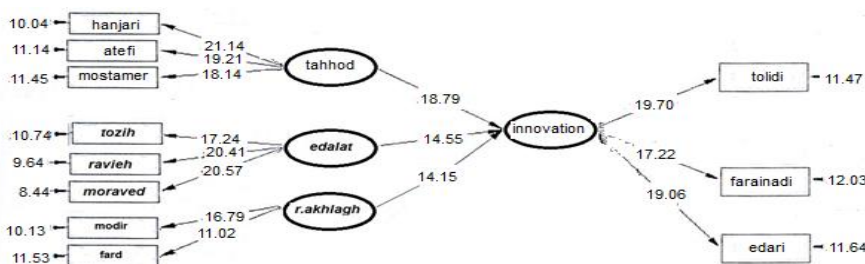 10.04 hanjari
11.14 atefi
11.45 mostamer
21.14
19.21
18.14
tahhod
18.79
10.74 tozih
9.64 ravieh
8.44 moraved
17.24
20.41
20.57
edalat
14.55
10.13 modir
11.53 fard
16.79
11.02
r.akhlagh
14.15
innovation
19.70
17.22
19.06
tolidi 11.47
farainadi 12.03
edari 11.64